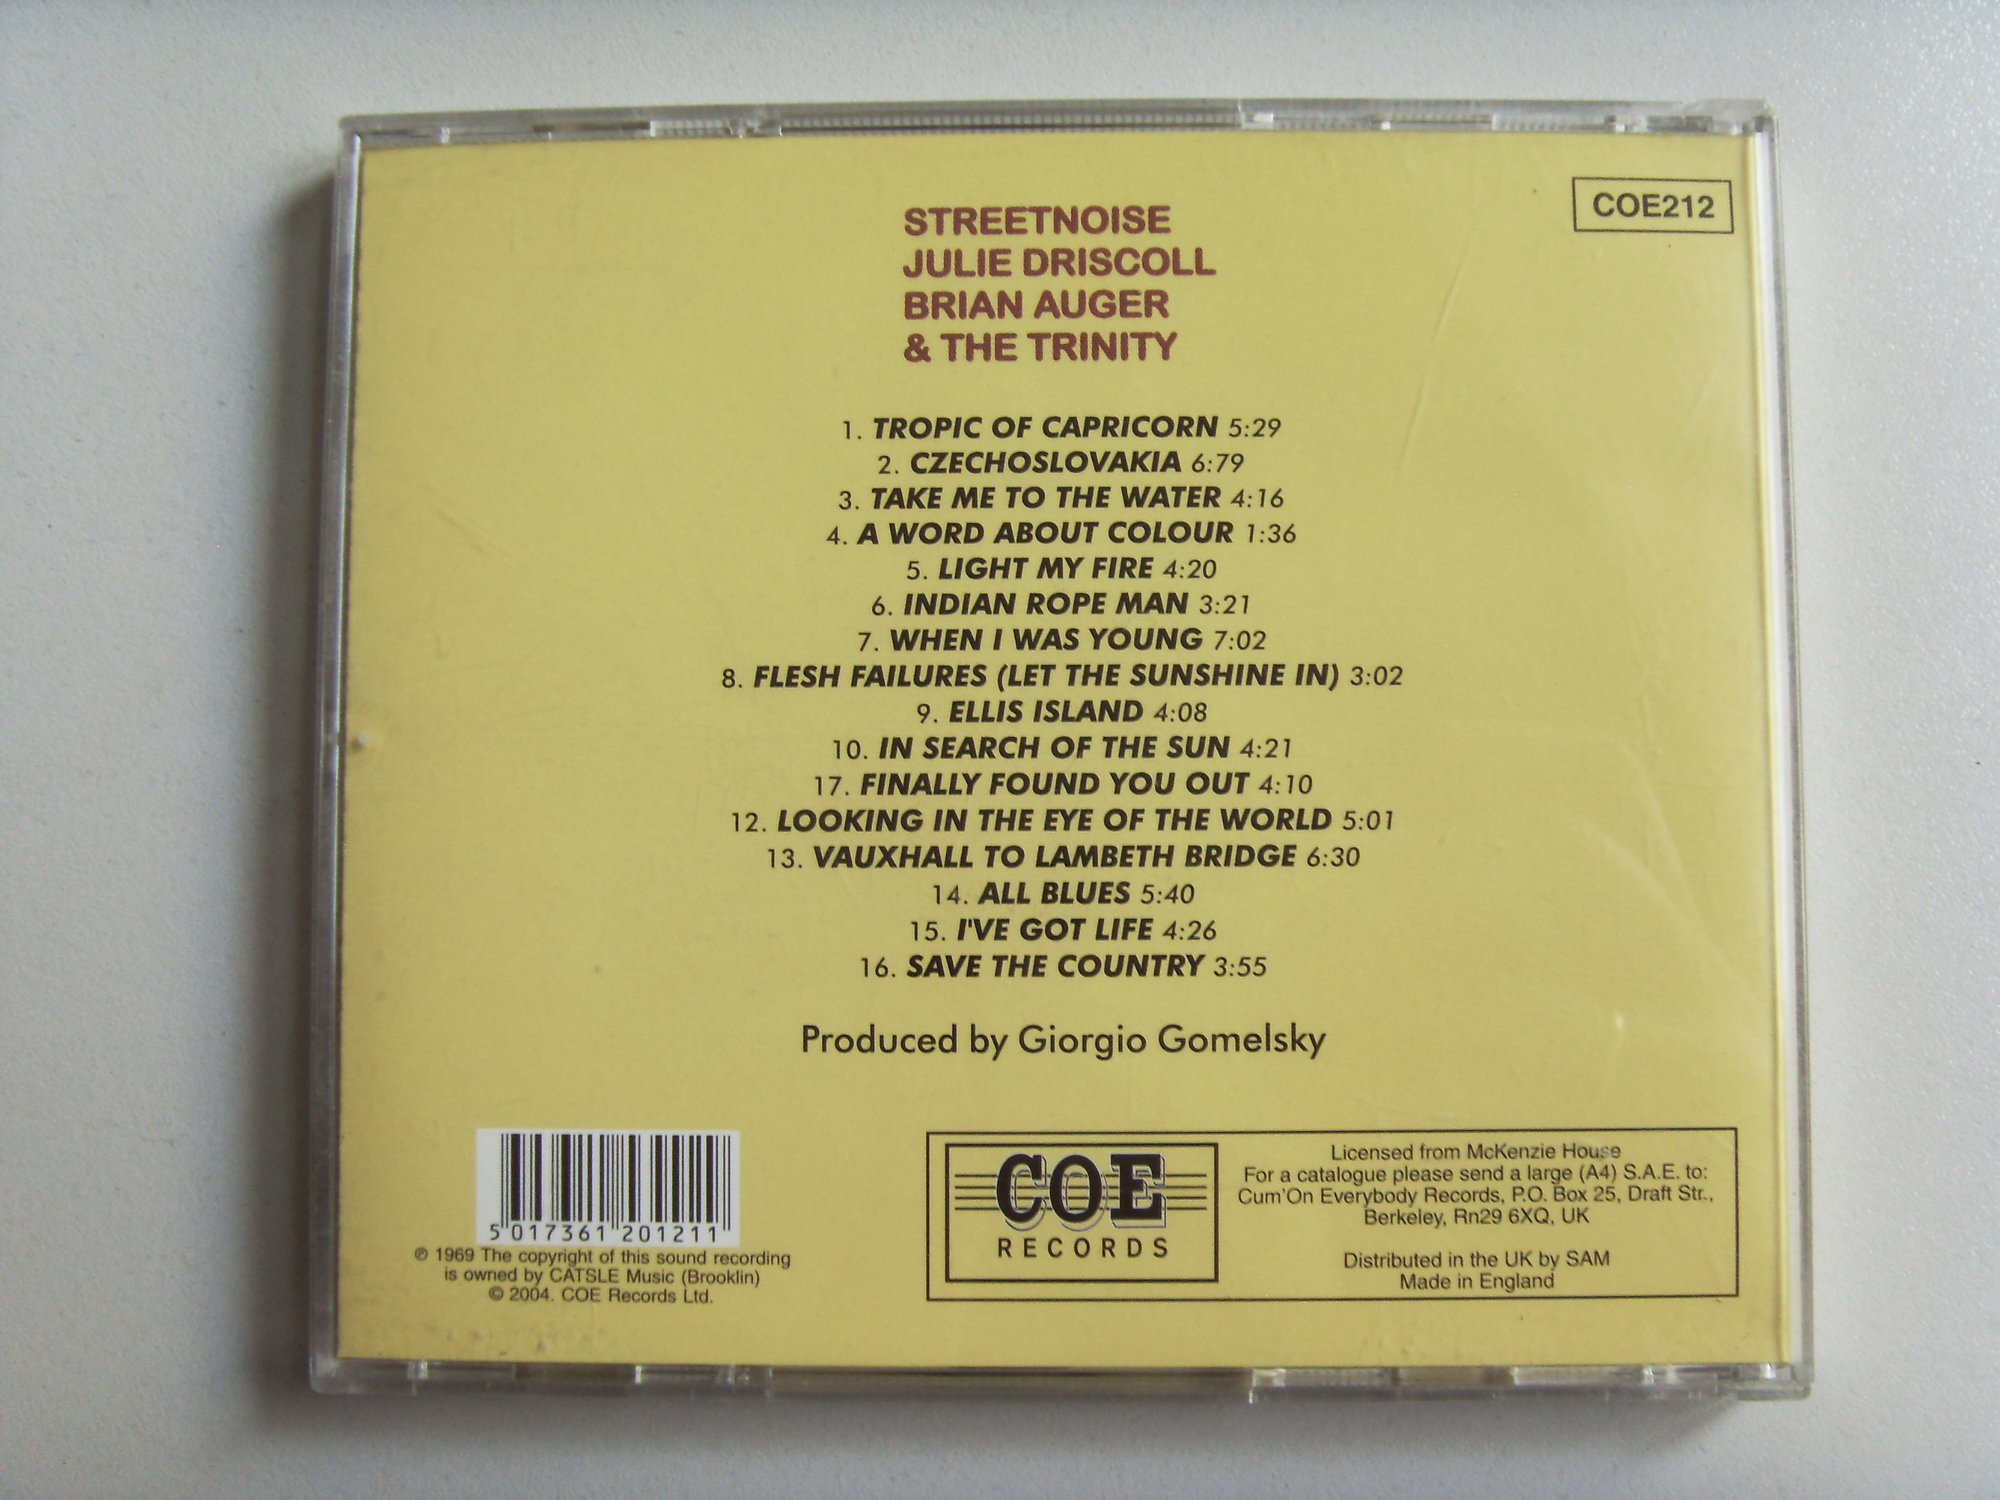 COE212
STREETNOISE
JULIE DRISCOLL
BRIAN AUGER
& THE TRINITY
1. TROPIC OF CAPRICORN 5:29
2. CZECHOSLOVAKIA 6:79
3. TAKE ME TO THE WATER 4:16
4. A WORD ABOUT COLOUR 1:36
5. LIGHT MY FIRE 4:20
6. INDIAN ROPE MAN 3:21
7. WHEN I WAS YOUNG 7:02
8. FLESH FAILURES (LET THE SUNSHINE IN) 3:02
9. ELLIS ISLAND 4:08
10. IN SEARCH OF THE SUN 4:21
17. FINALLY FOUND YOU OUT 4:10
12. LOOKING IN THE EYE OF THE WORLD 5:01
13. VAUXHALL TO LAMBETH BRIDGE 6:30
14. ALL BLUES 5:40
15. I'VE GOT LIFE 4:26
16. SAVE THE COUNTRY 3:55
Produced by Giorgio Gomelsky
5 017361 201211
℗ 1969 The copyright of this sound recording
is owned by CATSLE Music (Brooklin)
© 2004. COE Records Ltd.
COE
RECORDS
Licensed from McKenzie House
For a catalogue please send a large (A4) S.A.E. to:
Cum'On Everybody Records, P.O. Box 25, Draft Str.,
Berkeley, Rn29 6XQ, UK
Distributed in the UK by SAM
Made in England